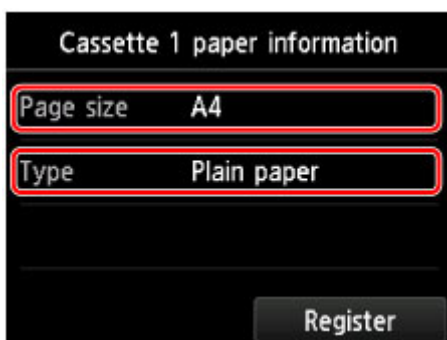 Cassette 1 paper information
Page size A4
Type Plain paper
Register